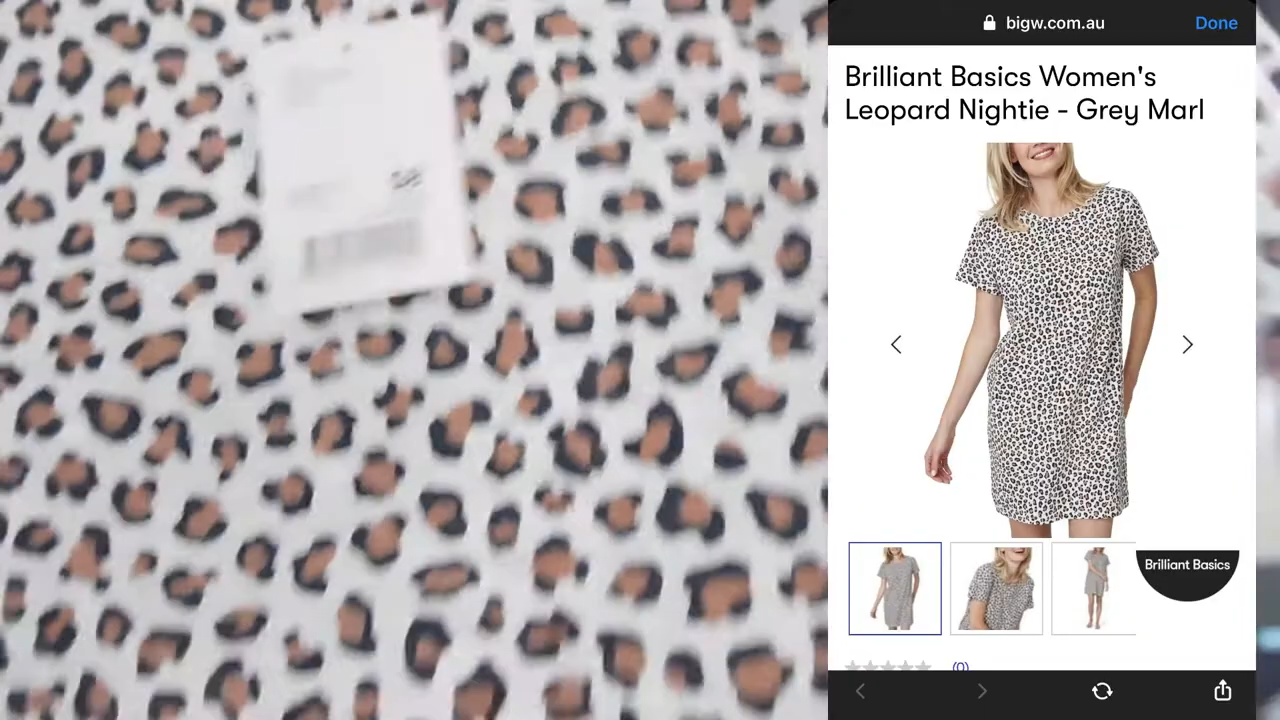 bigw.com.au
Done
Brilliant Basics Women's
Leopard Nightie - Grey Marl
Brilliant Basics
(0)